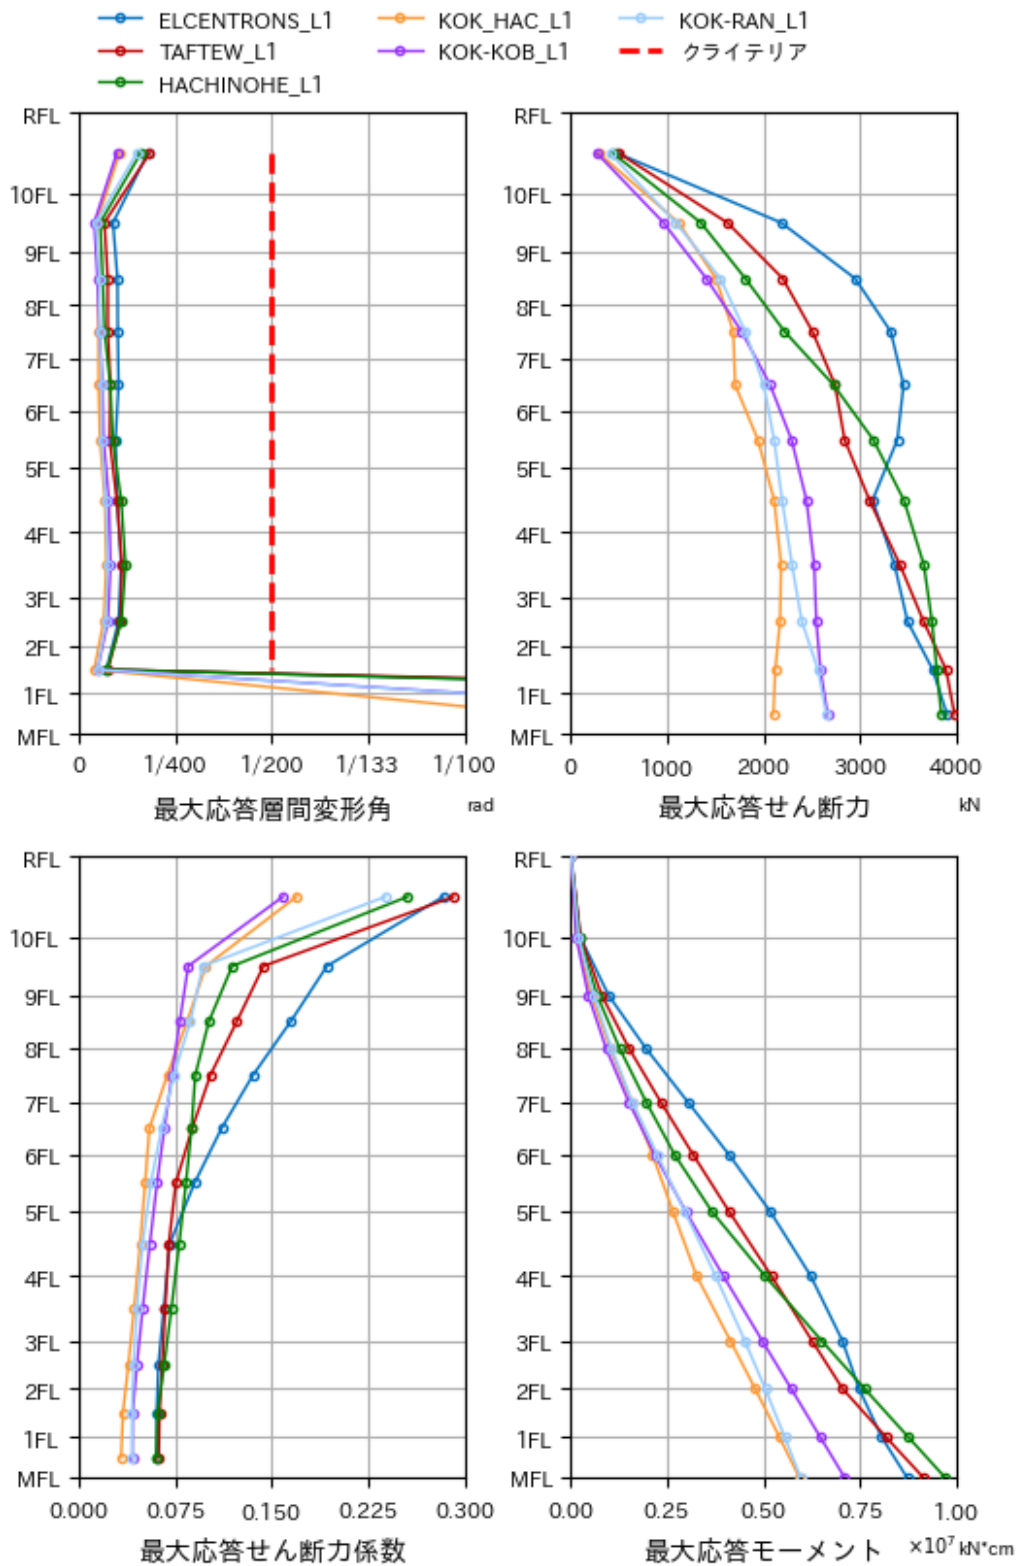 ELCENTRONS_L1 KOK_HAC_L1 KOK-RAN_L1
TAFTEW_L1 KOK-KOB_L1 クライテリア
HACHINOHE_L1
RFL
10FL
9FL
8FL
7FL
6FL
5FL
4FL
3FL
2FL
1FL
MFL
0 1/400 1/200 1/133 1/100
最大応答層間変形角 rad
RFL
10FL
9FL
8FL
7FL
6FL
5FL
4FL
3FL
2FL
1FL
MFL
0 1000 2000 3000 4000
最大応答せん断力 kN
RFL
10FL
9FL
8FL
7FL
6FL
5FL
4FL
3FL
2FL
1FL
MFL
0.000 0.075 0.150 0.225 0.300
最大応答せん断力係数
RFL
10FL
9FL
8FL
7FL
6FL
5FL
4FL
3FL
2FL
1FL
MFL
0.00 0.25 0.50 0.75 1.00
最大応答モーメント ×10⁷ kN*cm